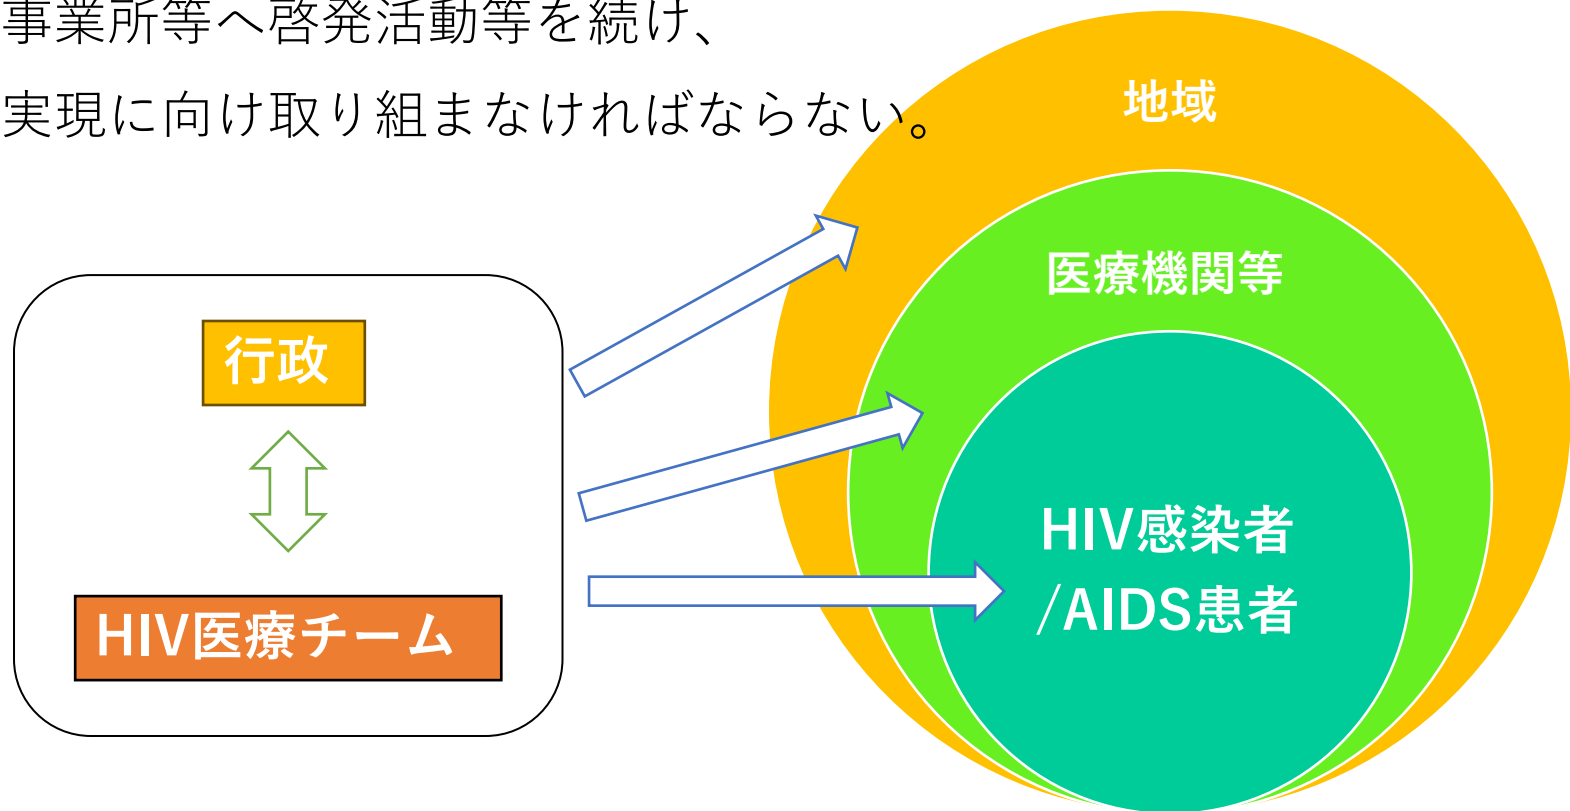 事業所等へ啓発活動等を続け、
実現に向け取り組まなければならない。
地域
医療機関等
行政
HIV医療チーム
HIV感染者
/AIDS患者